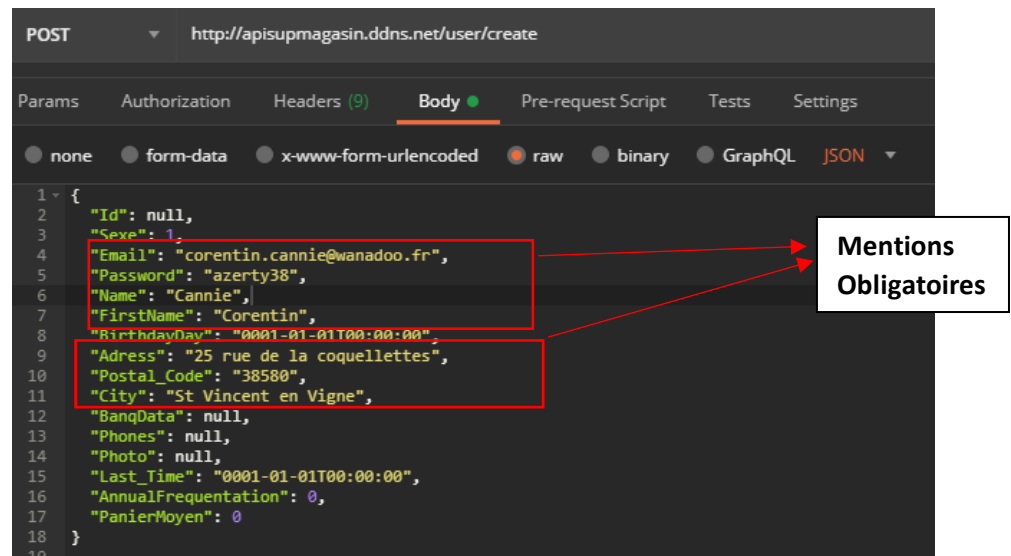 POST http://apisupmagasin.ddns.net/user/create
Params Authorization Headers (9) Body Pre-request Script Tests Settings
none form-data x-www-form-urlencoded raw binary GraphQL JSON
1 {
2 "Id": null,
3 "Sexe": 1,
4 "Email": "corentin.cannie@wanadoo.fr",
5 "Password": "azerty38",
6 "Name": "Cannie",
7 "FirstName": "Corentin",
8 "BirthdayDay": "0001-01-01T00:00:00",
9 "Adress": "25 rue de la coquellettes",
10 "Postal_Code": "38580",
11 "City": "St Vincent en Vigne",
12 "BanqData": null,
13 "Phones": null,
14 "Photo": null,
15 "Last_Time": "0001-01-01T00:00:00",
16 "AnnualFrequentation": 0,
17 "PanierMoyen": 0
18 }
19
Mentions
Obligatoires